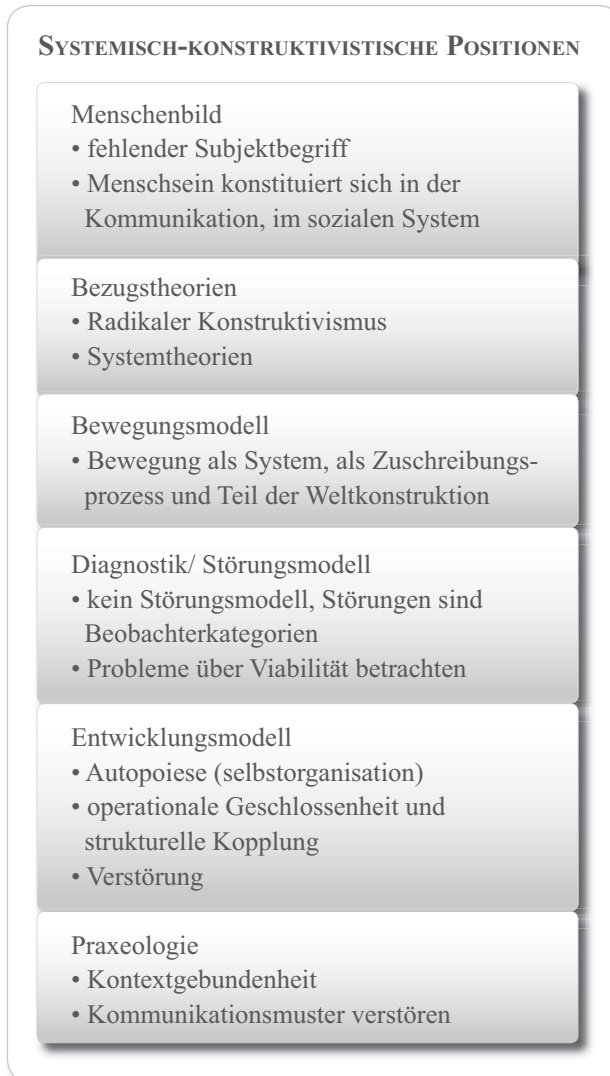 Systemisch-konstruktivistische Positionen
Menschenbild
• fehlender Subjektbegriff
• Menschsein konstituiert sich in der
Kommunikation, im sozialen System
Bezugstheorien
• Radikaler Konstruktivismus
• Systemtheorien
Bewegungsmodell
• Bewegung als System, als Zuschreibungs-
prozess und Teil der Weltkonstruktion
Diagnostik/ Störungsmodell
• kein Störungsmodell, Störungen sind
Beobachterkategorien
• Probleme über Viabilität betrachten
Entwicklungsmodell
• Autopoiese (selbstorganisation)
• operationale Geschlossenheit und
strukturelle Kopplung
• Verstörung
Praxeologie
• Kontextgebundenheit
• Kommunikationsmuster verstören